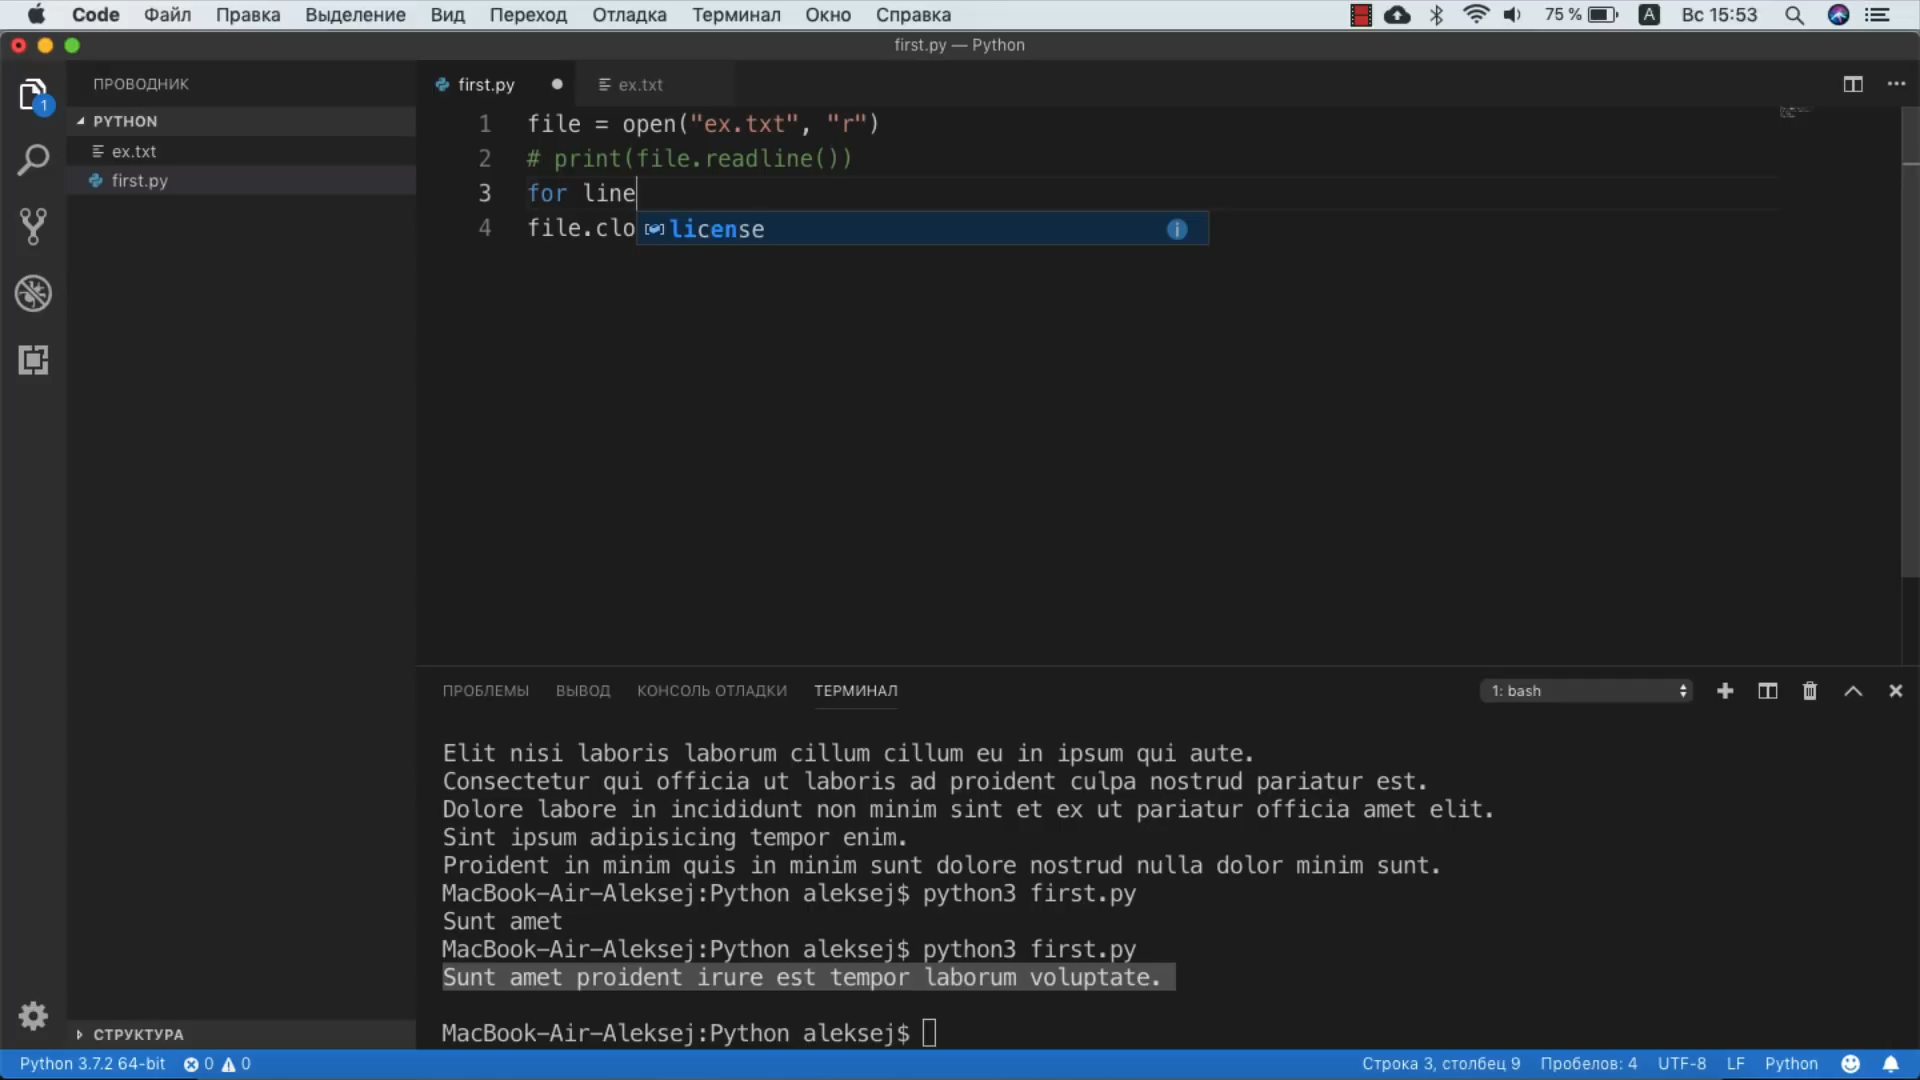 Code Файл Правка Выделение Вид Переход Отладка Терминал Окно Справка 75 % A Вс 15:53
first.py — Python
ПРОВОДНИК
1
PYTHON
ex.txt
first.py
СТРУКТУРА
first.py ex.txt
1 file = open("ex.txt", "r")
2 # print(file.readline())
3 for line
4 file.clo
license
ПРОБЛЕМЫ ВЫВОД КОНСОЛЬ ОТЛАДКИ ТЕРМИНАЛ 1: bash
Elit nisi laboris laborum cillum cillum eu in ipsum qui aute.
Consectetur qui officia ut laboris ad proident culpa nostrud pariatur est.
Dolore labore in incididunt non minim sint et ex ut pariatur officia amet elit.
Sint ipsum adipisicing tempor enim.
Proident in minim quis in minim sunt dolore nostrud nulla dolor minim sunt.
MacBook-Air-Aleksej:Python aleksej$ python3 first.py
Sunt amet
MacBook-Air-Aleksej:Python aleksej$ python3 first.py
Sunt amet proident irure est tempor laborum voluptate.
MacBook-Air-Aleksej:Python aleksej$
Python 3.7.2 64-bit 0 0 Строка 3, столбец 9 Пробелов: 4 UTF-8 LF Python